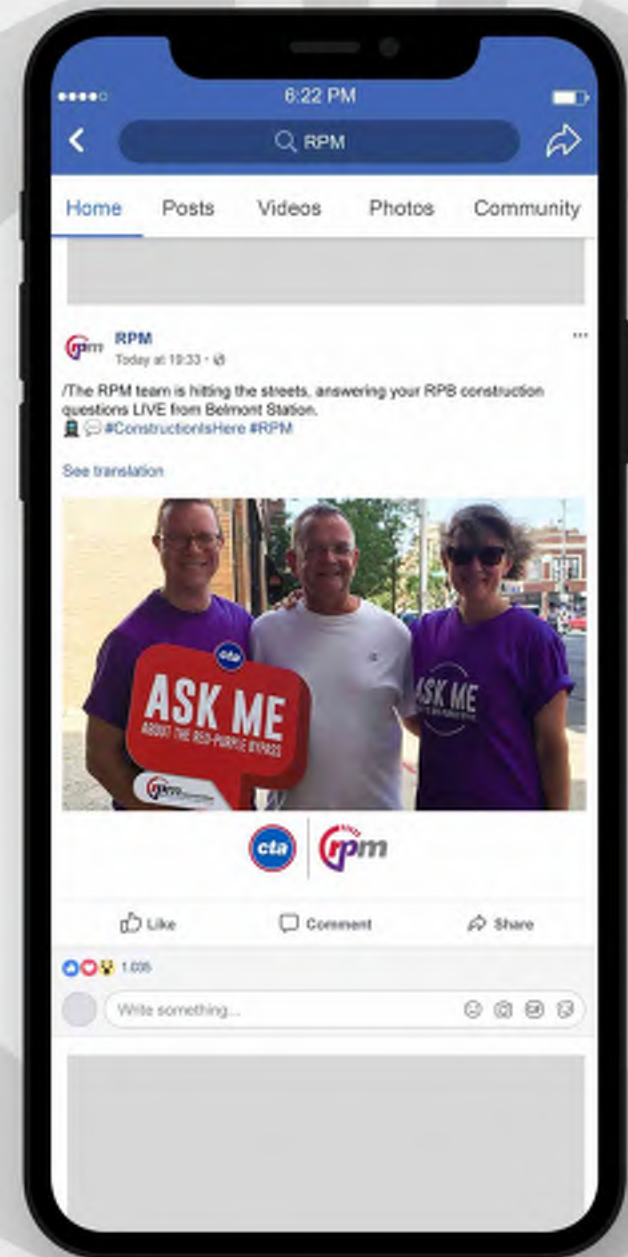 6:22 PM
RPM
Home Posts Videos Photos Community
rpm RPM
Today at 19:33
/The RPM team is hitting the streets, answering your RPB construction
questions LIVE from Belmont Station.
#ConstructionIsHere #RPM
See translation
cta
ASK ME
ABOUT THE RED-PURPLE BYPASS
rpm
ASK ME
cta rpm
Like Comment Share
1.035
Write something...